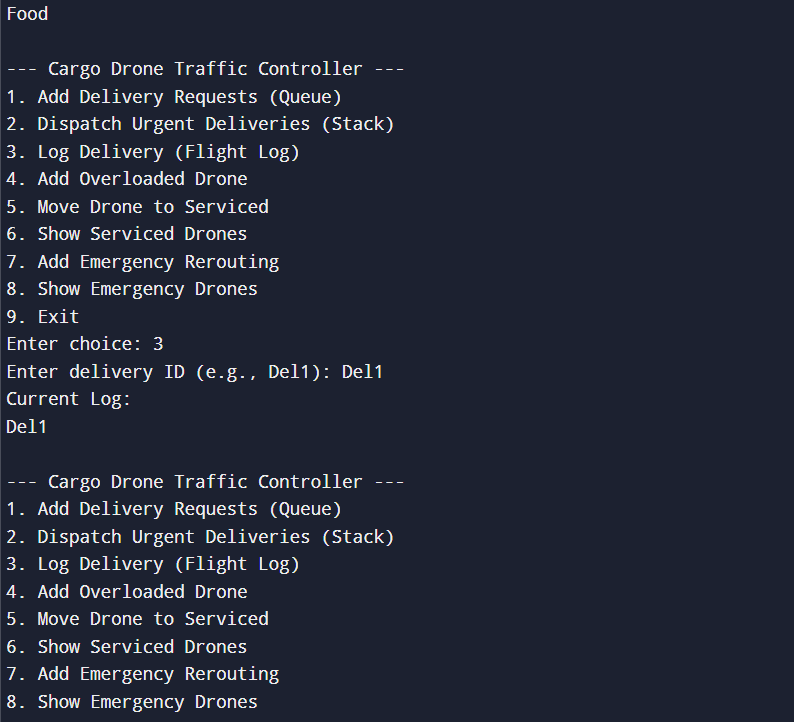 Food
--- Cargo Drone Traffic Controller ---
1. Add Delivery Requests (Queue)
2. Dispatch Urgent Deliveries (Stack)
3. Log Delivery (Flight Log)
4. Add Overloaded Drone
5. Move Drone to Serviced
6. Show Serviced Drones
7. Add Emergency Rerouting
8. Show Emergency Drones
9. Exit
Enter choice: 3
Enter delivery ID (e.g., Del1): Del1
Current Log:
Del1
--- Cargo Drone Traffic Controller ---
1. Add Delivery Requests (Queue)
2. Dispatch Urgent Deliveries (Stack)
3. Log Delivery (Flight Log)
4. Add Overloaded Drone
5. Move Drone to Serviced
6. Show Serviced Drones
7. Add Emergency Rerouting
8. Show Emergency Drones